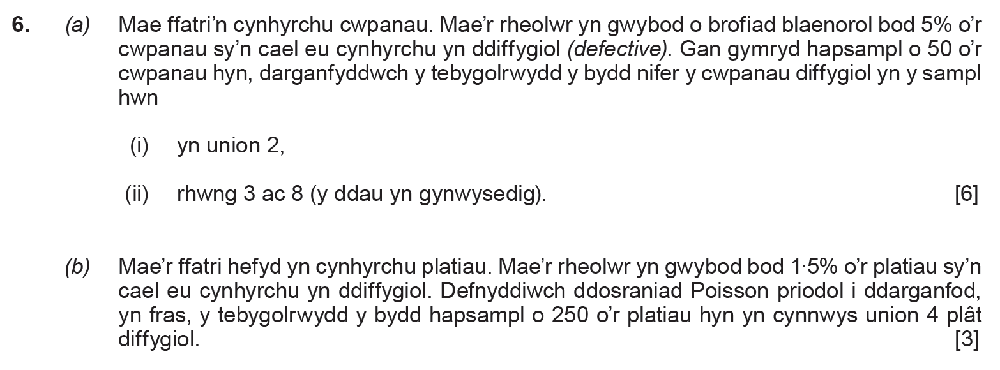 6. (a) Mae ffatri’n cynhyrchu cwpanau. Mae’r rheolwr yn gwybod o brofiad blaenorol bod 5% o’r
cwpanau sy’n cael eu cynhyrchu yn ddiffygiol (defective). Gan gymryd hapsampl o 50 o’r
cwpanau hyn, darganfyddwch y tebygolrwydd y bydd nifer y cwpanau diffygiol yn y sampl
hwn
(i) yn union 2,
(ii) rhwng 3 ac 8 (y ddau yn gynwysedig). [6]
(b) Mae’r ffatri hefyd yn cynhyrchu platiau. Mae’r rheolwr yn gwybod bod 1·5% o’r platiau sy’n
cael eu cynhyrchu yn ddiffygiol. Defnyddiwch ddosraniad Poisson priodol i ddarganfod,
yn fras, y tebygolrwydd y bydd hapsampl o 250 o’r platiau hyn yn cynnwys union 4 plât
diffygiol. [3]